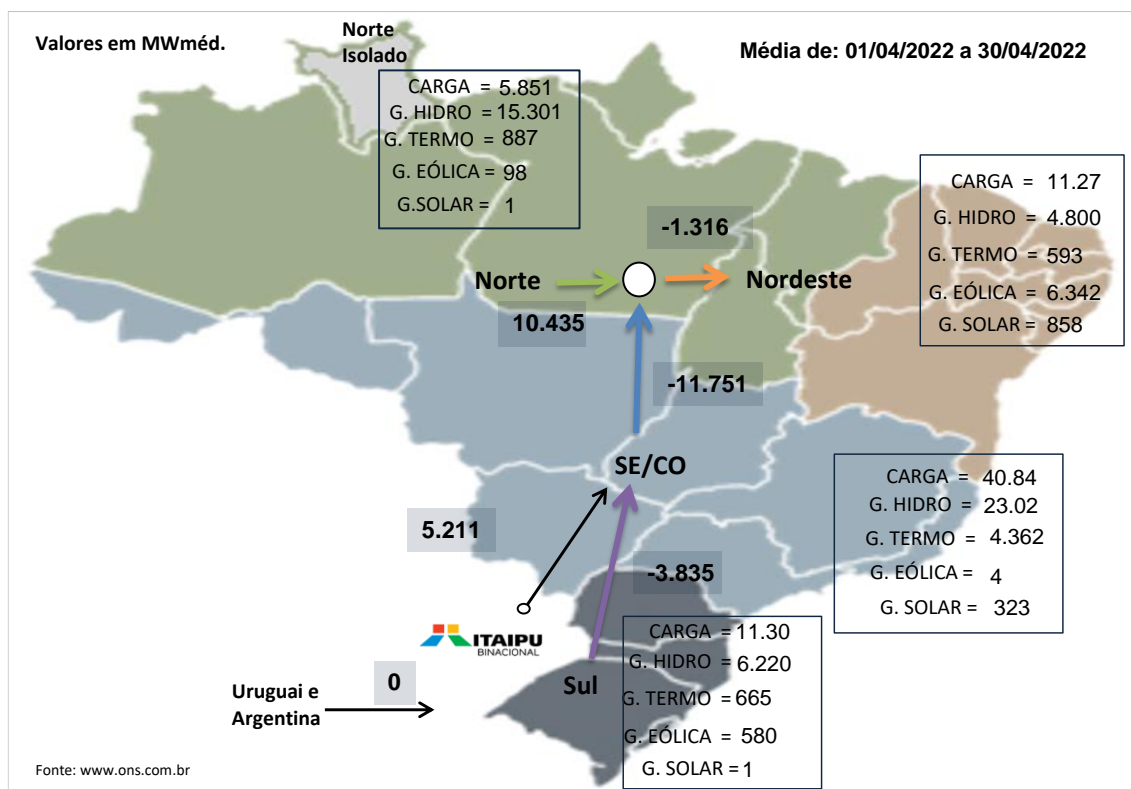 Valores em MWméd.
Norte
Isolado
Média de: 01/04/2022 a 30/04/2022
CARGA = 5.851
G. HIDRO = 15.301
G. TERMO = 887
G. EÓLICA = 98
G.SOLAR = 1
CARGA = 11.27
G. HIDRO = 4.800
G. TERMO = 593
G. EÓLICA = 6.342
G. SOLAR = 858
-1.316
Norte
Nordeste
10.435
-11.751
SE/CO
CARGA = 40.84
G. HIDRO = 23.02
G. TERMO = 4.362
G. EÓLICA = 4
G. SOLAR = 323
5.211
-3.835
ITAIPU
BINACIONAL
CARGA = 11.30
G. HIDRO = 6.220
G. TERMO = 665
G. EÓLICA = 580
G. SOLAR = 1
Sul
0
Uruguai e
Argentina
Fonte: www.ons.com.br